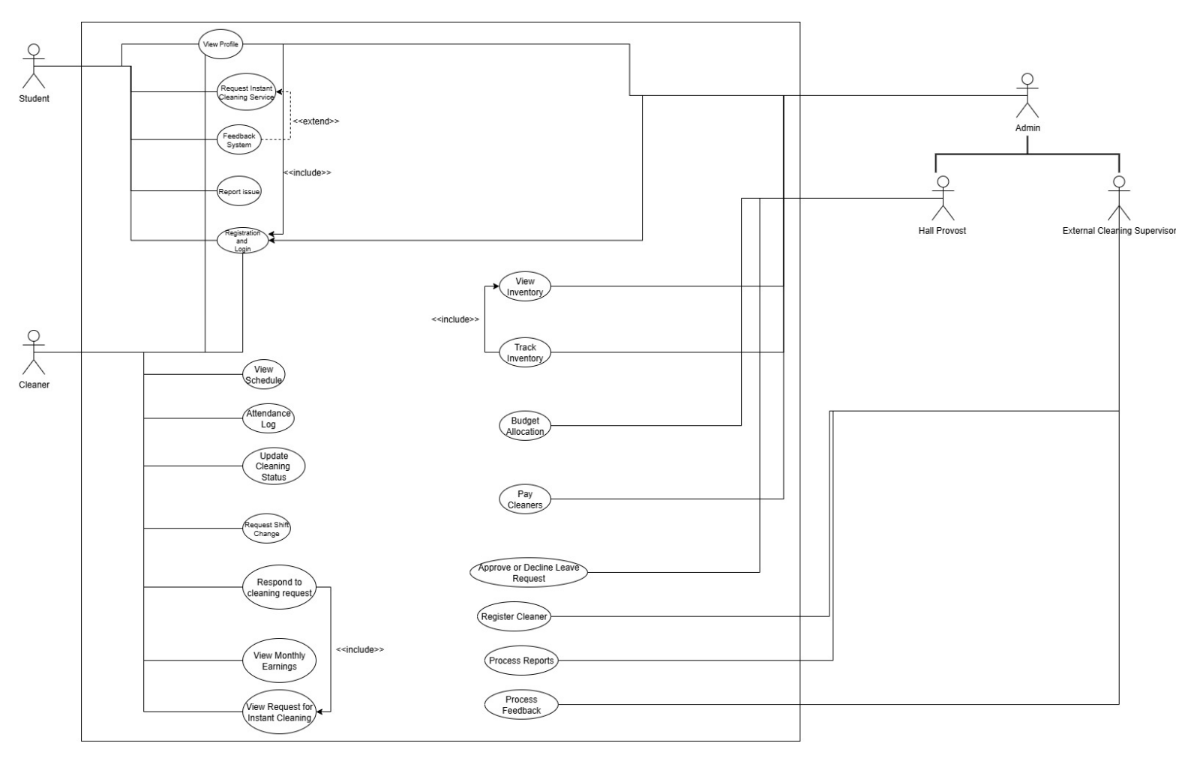 View Profile
Student
Request Instant
Cleaning Service
<<extend>>
Feedback
System
Admin
<<include>>
Report issue
Registration
and
Login
Hall Provost
External Cleaning Supervisor
View
Inventory
<<include>>
Track
Inventory
Cleaner
View
Schedule
Attendance
Log
Budget
Allocation
Update
Cleaning
Status
Pay
Cleaners
Request Shift
Change
Approve or Decline Leave
Request
Respond to
cleaning request
Register Cleaner
<<include>>
View Monthly
Earnings
Process Reports
Process
Feedback
View Request for
Instant Cleaning